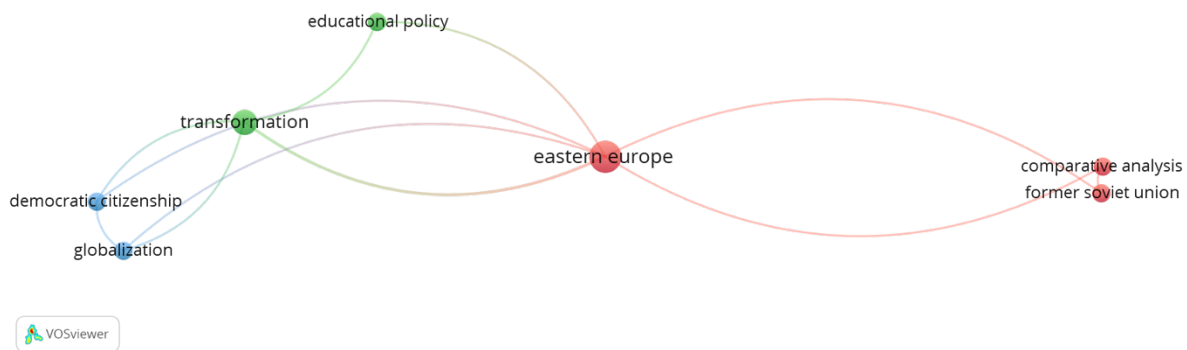 educational policy
transformation
eastern europe
comparative analysis
former soviet union
democratic citizenship
globalization
VOSviewer